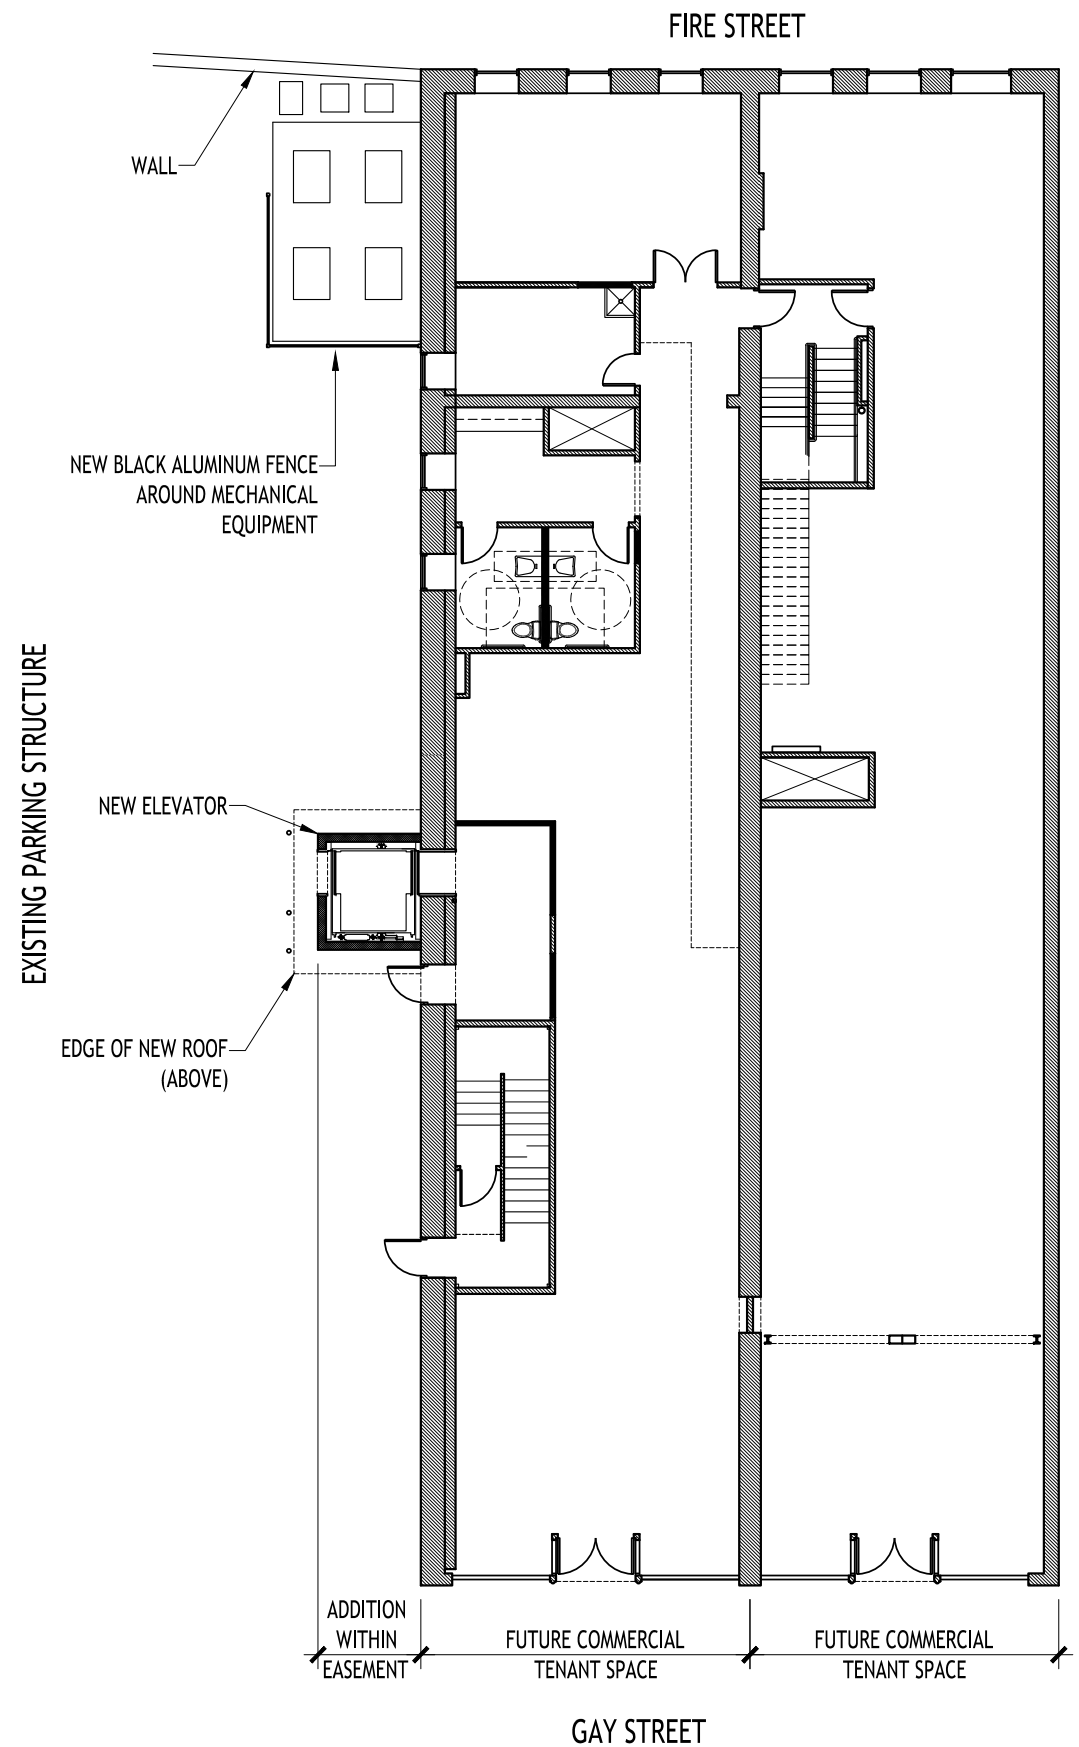 FIRE STREET
WALL
NEW BLACK ALUMINUM FENCE
AROUND MECHANICAL
EQUIPMENT
EXISTING PARKING STRUCTURE
NEW ELEVATOR
EDGE OF NEW ROOF
(ABOVE)
ADDITION
WITHIN
EASEMENT
FUTURE COMMERCIAL
TENANT SPACE
FUTURE COMMERCIAL
TENANT SPACE
GAY STREET